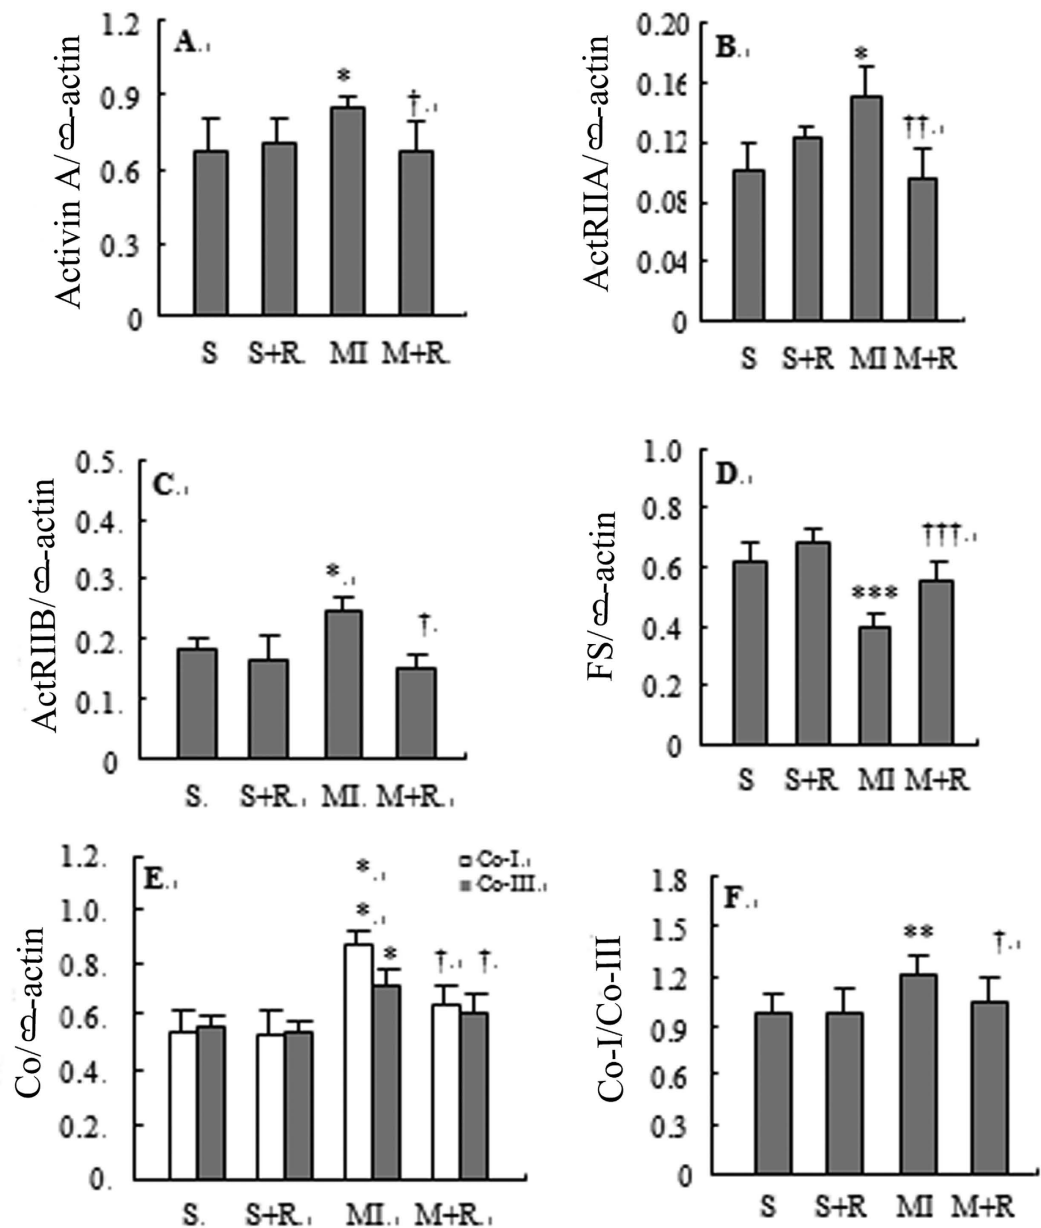 A.
Activin A/β-actin
1.2
0.9
0.6
0.3
0
*
†.
S S+R. MI M+R.
B.
ActRIIA/β-actin
0.20
0.16
0.12
0.08
0.04
0
*
††.
S S+R MI M+R
C.
ActRIIB/β-actin
0.5.
0.4.
0.3.
0.2.
0.1.
0
*.
†.
S. S+R. MI. M+R.
D.
FS/β-actin
1.0
0.8
0.6
0.4
0.2
0
***
†††.
S S+R MI M+R
E.
Co/β-actin
1.2.
1.0.
0.8.
0.6.
0.4.
0.2.
0.
Co-I.
Co-III.
*.
*.
*
†. †.
S. S+R. MI. M+R.
F.
Co-I/Co-III
1.8
1.5
1.2
0.9
0.6
0.3
0
**
†.
S S+R MI M+R